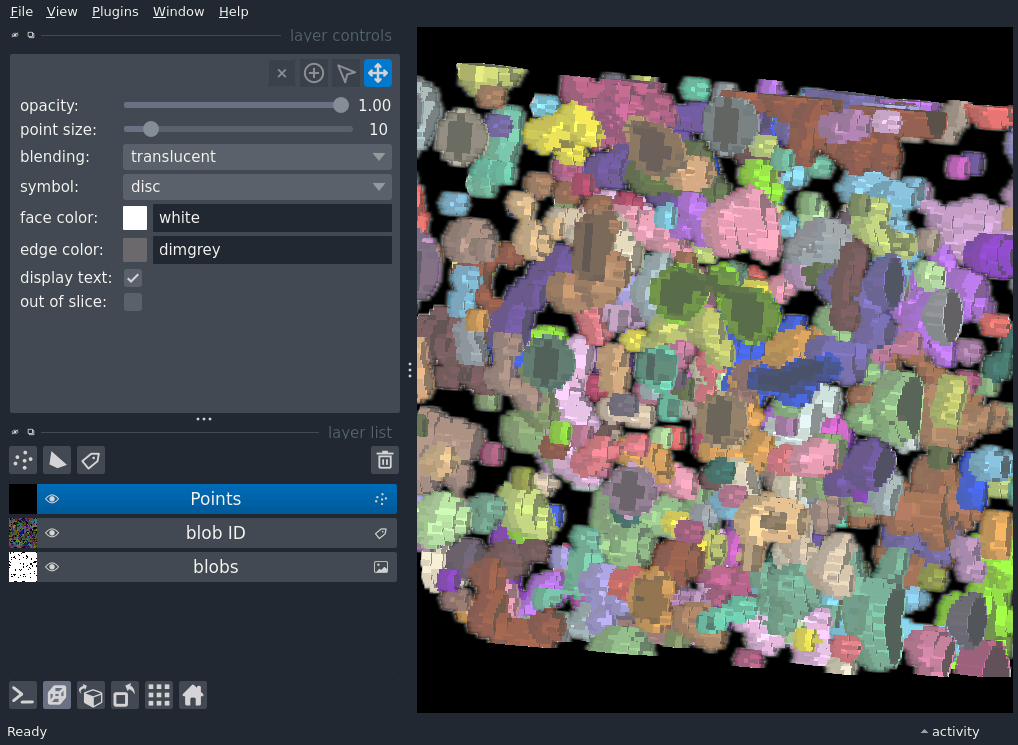 File View Plugins Window Help
layer controls
opacity: 1.00
point size: 10
blending: translucent
symbol: disc
face color: white
edge color: dimgrey
display text:
out of slice:
layer list
Points
blob ID
blobs
Ready activity